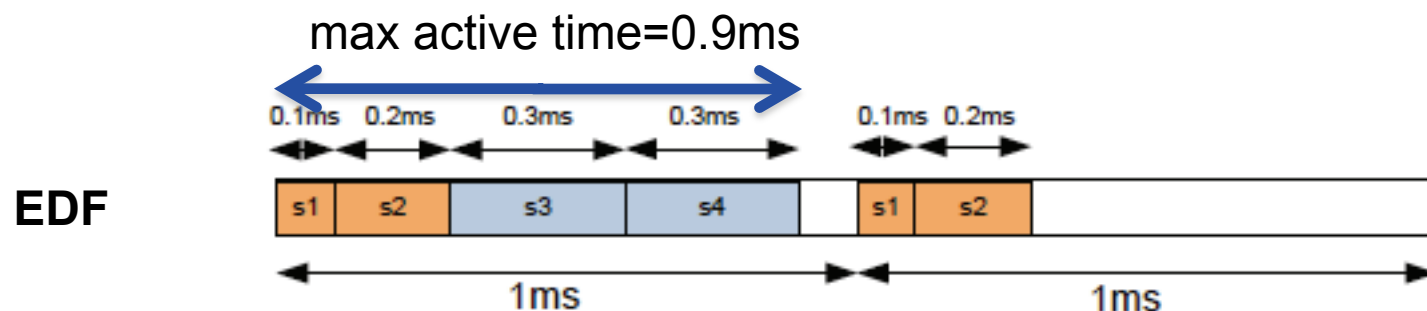 max active time=0.9ms
0.1ms 0.2ms 0.3ms 0.3ms 0.1ms 0.2ms
EDF s1 s2 s3 s4 s1 s2
1ms 1ms